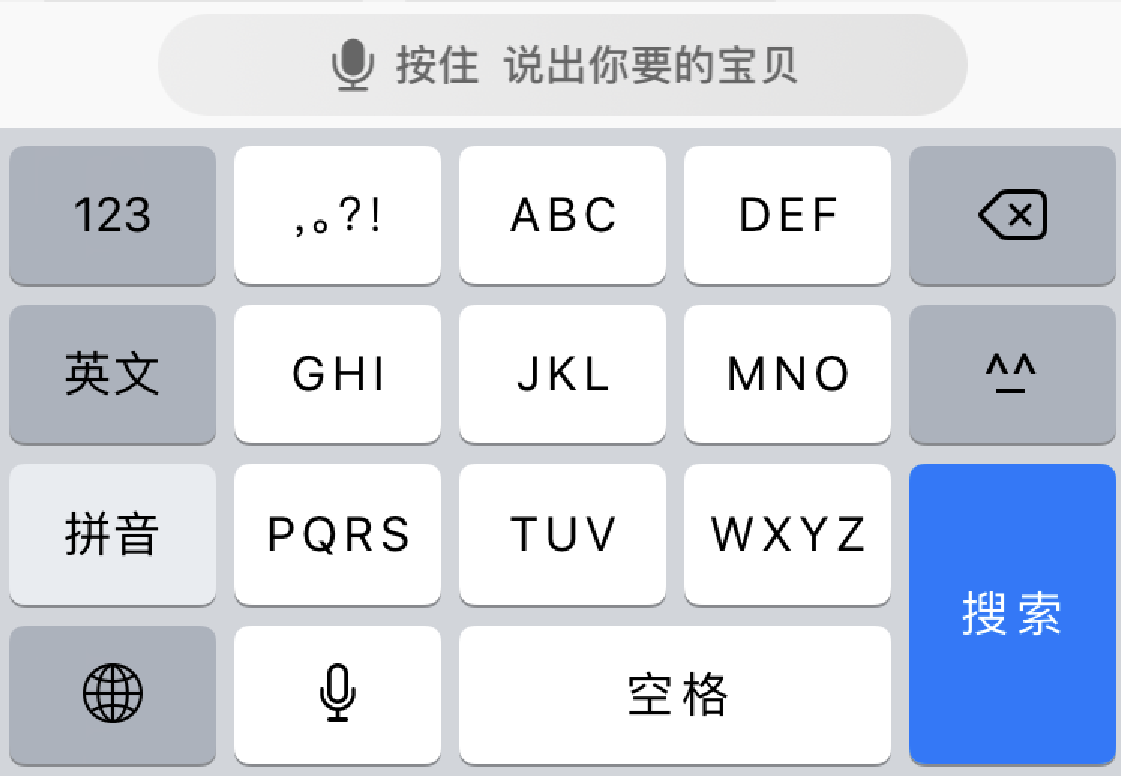 按住 说出你要的宝贝
123 ,。?! ABC DEF
英文 GHI JKL MNO ^^
拼音 PQRS TUV WXYZ
搜索
空格